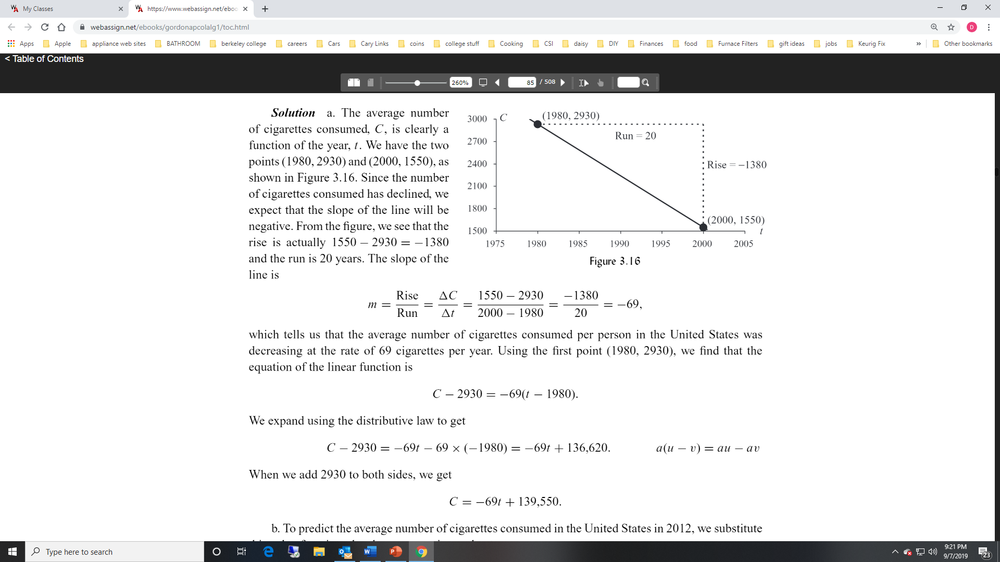 My Classes
https://www.webassign.net/eboo
webassign.net/ebooks/gordonapcolalg1/toc.html
D
Apps Apple appliance web sites BATHROOM berkeley college careers Cars Cary Links coins college stuff Cooking CSI daisy DIY Finances food Furnace Filters gift ideas jobs Keurig Fix » Other bookmarks
< Table of Contents
260% 85 / 508
Solution a. The average number
of cigarettes consumed, C, is clearly a
function of the year, t. We have the two
points (1980, 2930) and (2000, 1550), as
shown in Figure 3.16. Since the number
of cigarettes consumed has declined, we
expect that the slope of the line will be
negative. From the figure, we see that the
rise is actually 1550 − 2930 = −1380
and the run is 20 years. The slope of the
line is
3000 C (1980, 2930)
Run = 20
2700
2400 Rise = −1380
2100
1800
(2000, 1550)
1500 t
1975 1980 1985 1990 1995 2000 2005
Figure 3.16
m = Rise/Run = ΔC/Δt = (1550 − 2930)/(2000 − 1980) = −1380/20 = −69,
which tells us that the average number of cigarettes consumed per person in the United States was
decreasing at the rate of 69 cigarettes per year. Using the first point (1980, 2930), we find that the
equation of the linear function is
C − 2930 = −69(t − 1980).
We expand using the distributive law to get
C − 2930 = −69t − 69 × (−1980) = −69t + 136,620. a(u − v) = au − av
When we add 2930 to both sides, we get
C = −69t + 139,550.
b. To predict the average number of cigarettes consumed in the United States in 2012, we substitute
Type here to search
9:21 PM
9/7/2019
23